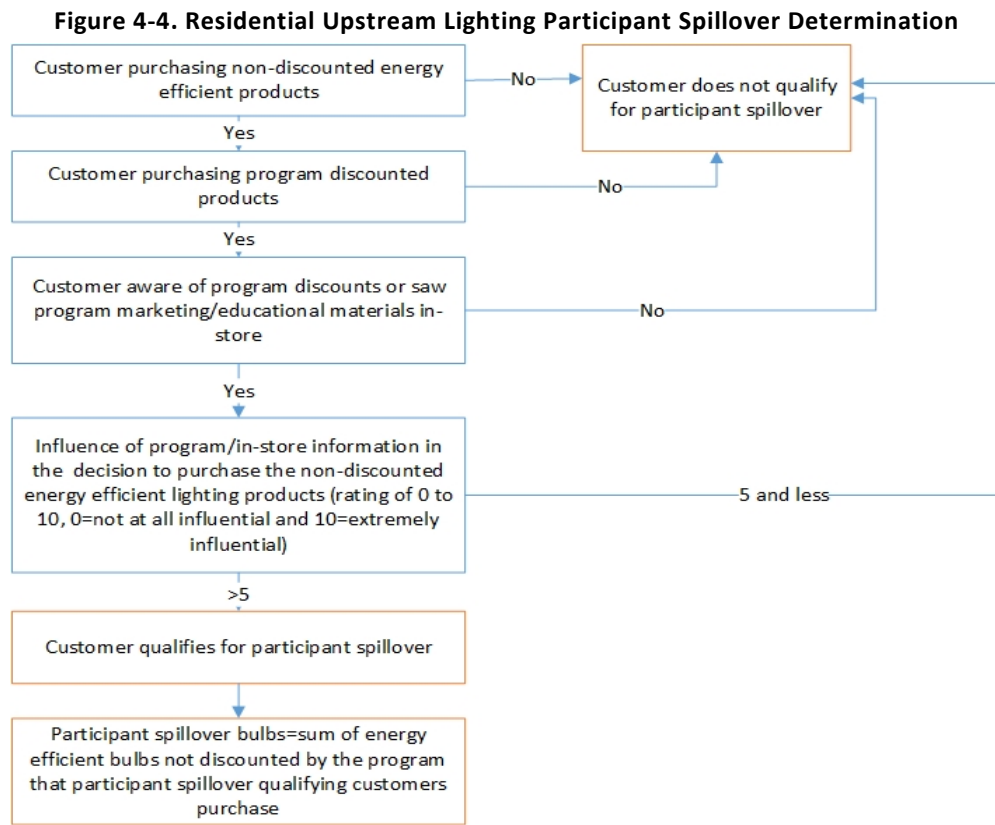 Figure 4-4. Residential Upstream Lighting Participant Spillover Determination
Customer purchasing non-discounted energy
efficient products
No
Customer does not qualify
for participant spillover
Yes
Customer purchasing program discounted
products
No
Yes
Customer aware of program discounts or saw
program marketing/educational materials in-
store
No
Yes
Influence of program/in-store information in
the decision to purchase the non-discounted
energy efficient lighting products (rating of 0 to
10, 0=not at all influential and 10=extremely
influential)
5 and less
>5
Customer qualifies for participant spillover
Participant spillover bulbs=sum of energy
efficient bulbs not discounted by the program
that participant spillover qualifying customers
purchase